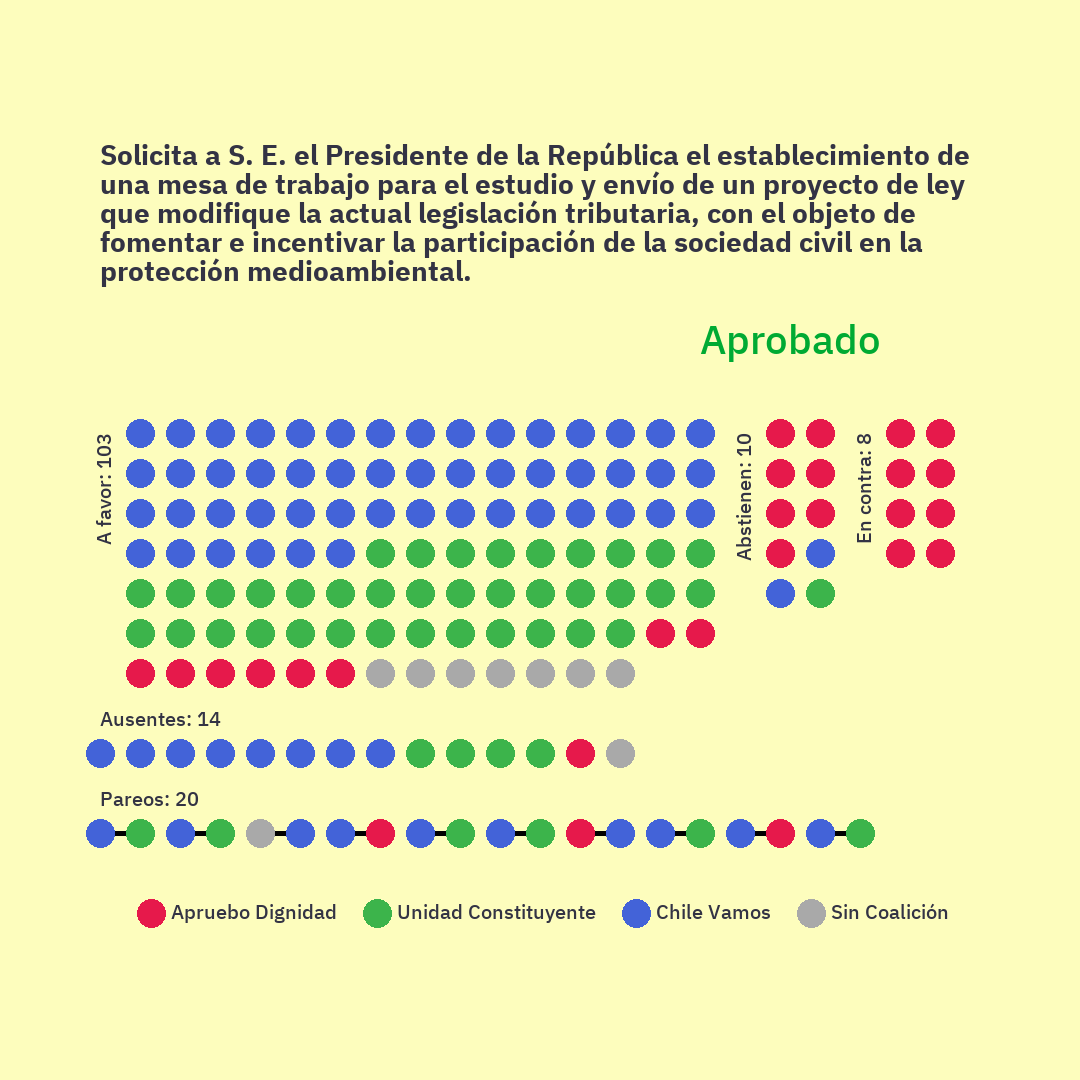 Solicita a S. E. el Presidente de la República el establecimiento de
una mesa de trabajo para el estudio y envío de un proyecto de ley
que modifique la actual legislación tributaria, con el objeto de
fomentar e incentivar la participación de la sociedad civil en la
protección medioambiental.
Aprobado
A favor: 103
Abstienen: 10
En contra: 8
Ausentes: 14
Pareos: 20
Apruebo Dignidad
Unidad Constituyente
Chile Vamos
Sin Coalición